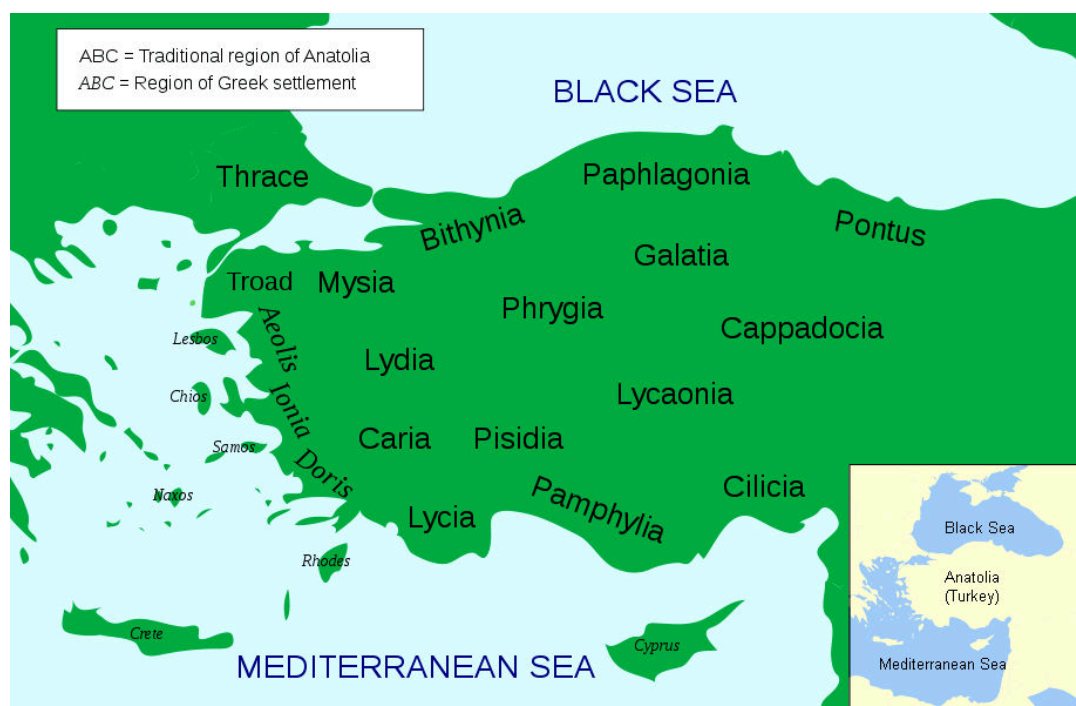 ABC = Traditional region of Anatolia
ABC = Region of Greek settlement
BLACK SEA
Thrace
Paphlagonia
Bithynia
Pontus
Galatia
Troad
Mysia
Phrygia
Cappadocia
Aeolis
Lesbos
Lydia
Lycaonia
Chios
Ionia
Caria
Pisidia
Samos
Doris
Cilicia
Naxos
Pamphylia
Lycia
Rhodes
Crete
Cyprus
MEDITERRANEAN SEA
Black Sea
Anatolia
(Turkey)
Mediterranean Sea